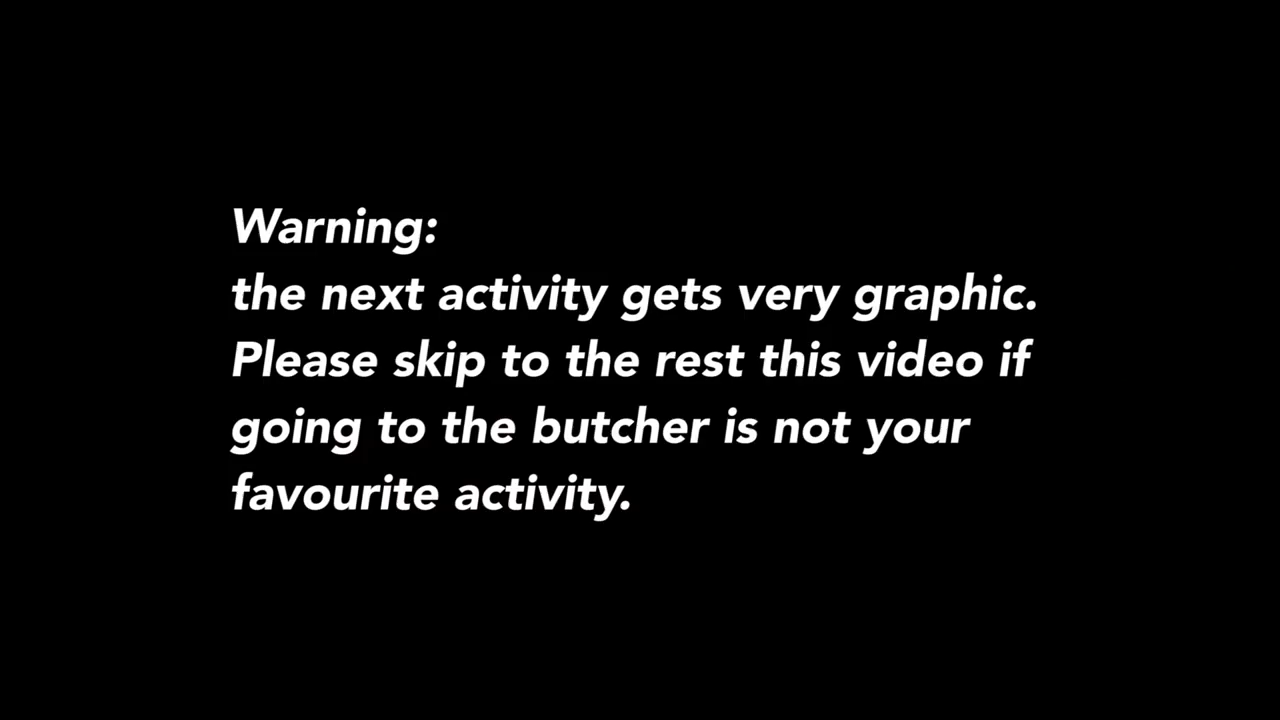 Warning:
the next activity gets very graphic.
Please skip to the rest this video if
going to the butcher is not your
favourite activity.